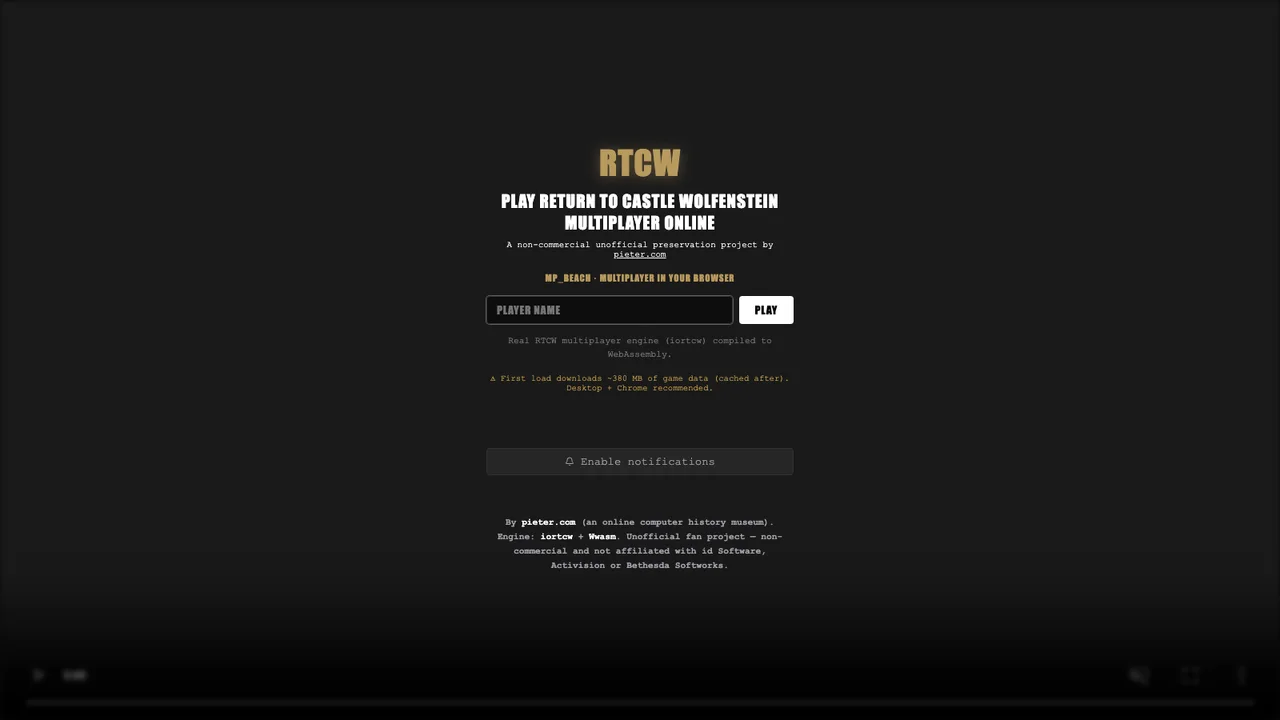 RTCW
PLAY RETURN TO CASTLE WOLFENSTEIN
MULTIPLAYER ONLINE
A non-commercial unofficial preservation project by
pieter.com
MP_BEACH · MULTIPLAYER IN YOUR BROWSER
PLAYER NAME
PLAY
Real RTCW multiplayer engine (iortcw) compiled to
WebAssembly.
⚠ First load downloads ~380 MB of game data (cached after).
Desktop + Chrome recommended.
Enable notifications
By pieter.com (an online computer history museum).
Engine: iortcw + Wwasm. Unofficial fan project — non-
commercial and not affiliated with id Software,
Activision or Bethesda Softworks.